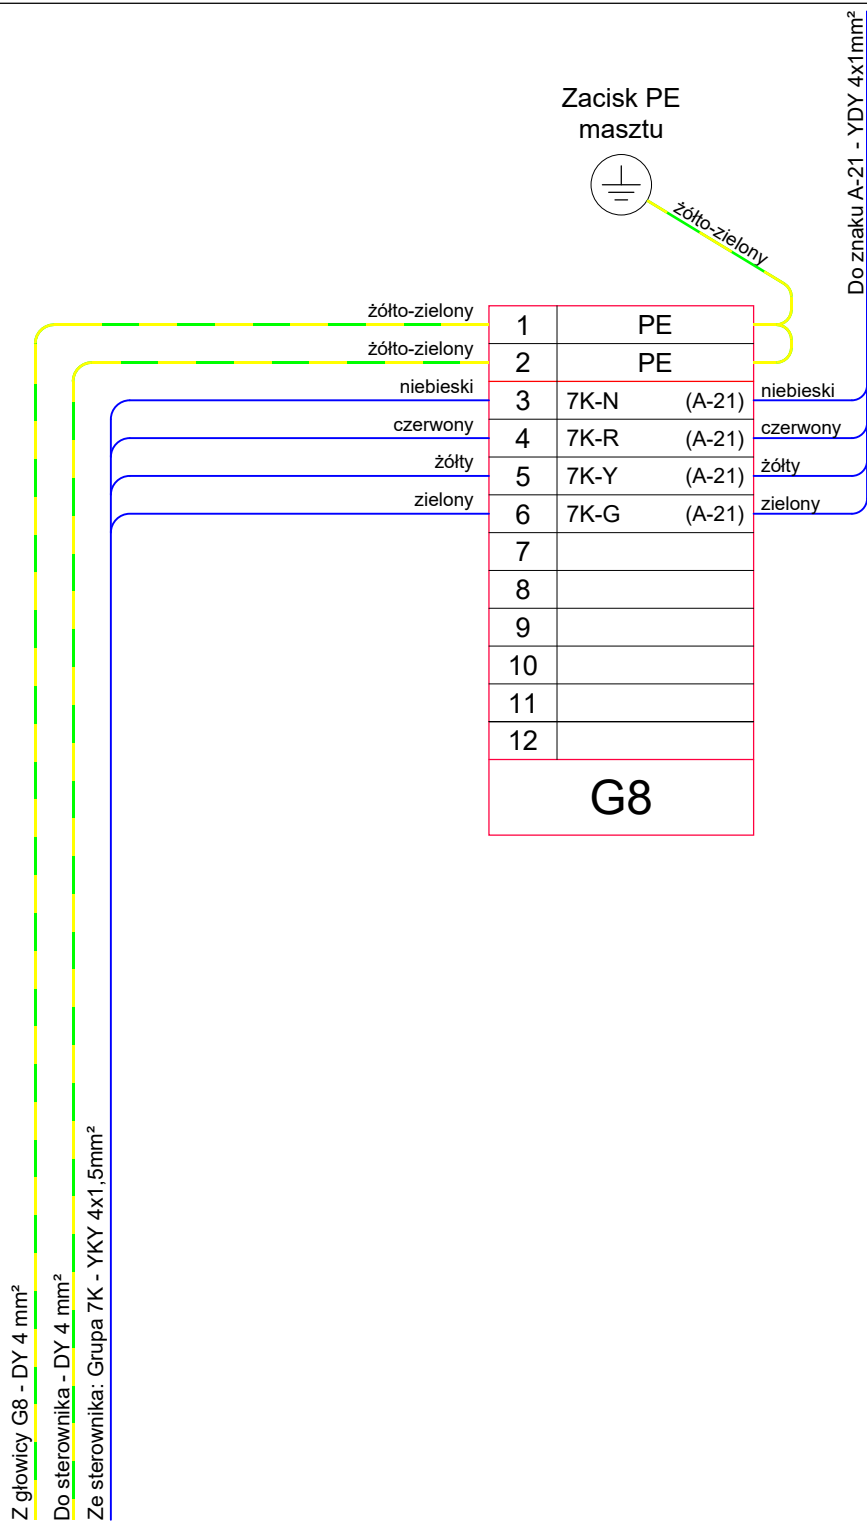 Do znaku A-21 - YDY 4x1mm²
Zacisk PE
masztu
żółto-zielony
żółto-zielony
1 PE
żółto-zielony
2 PE
niebieski 3 7K-N (A-21) niebieski
czerwony 4 7K-R (A-21) czerwony
żółty 5 7K-Y (A-21) żółty
zielony 6 7K-G (A-21) zielony
7
8
9
10
11
12
G8
Z głowicy G8 - DY 4 mm²
Do sterownika - DY 4 mm²
Ze sterownika: Grupa 7K - YKY 4x1,5mm²